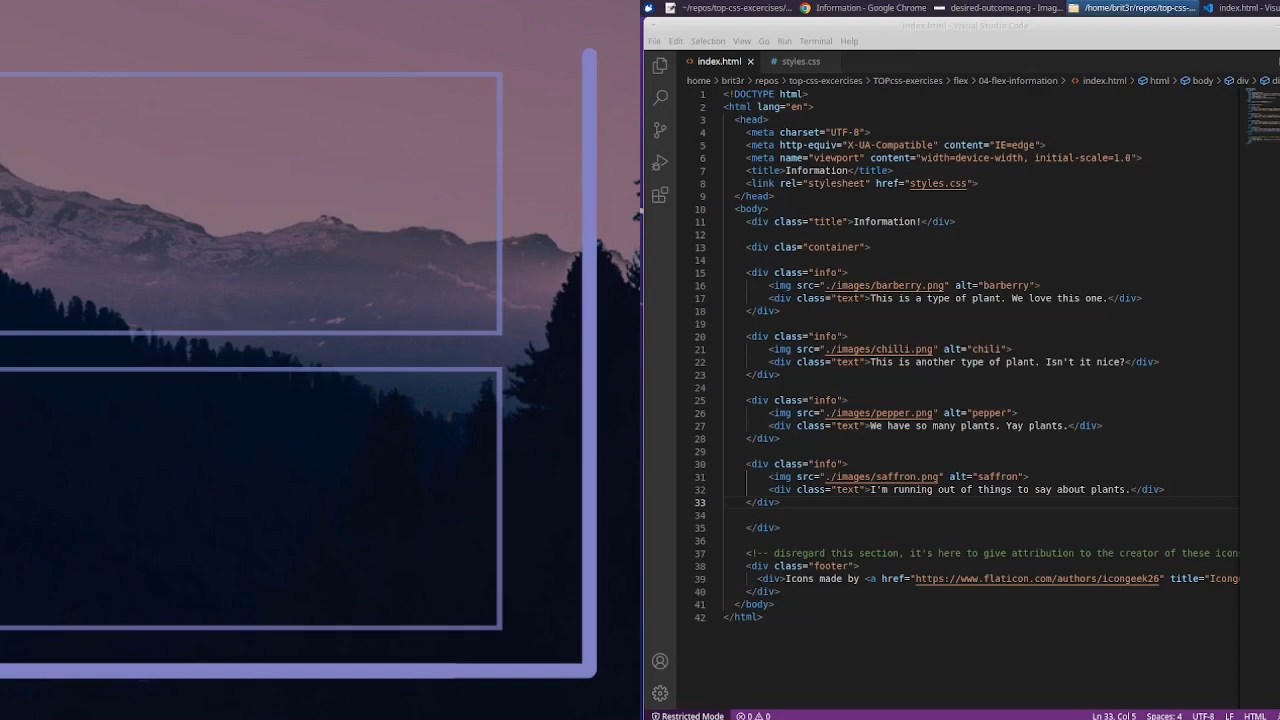 ~/repos/top-css-excercises/...
Information - Google Chrome
desired-outcome.png - Imag...
/home/brit3r/repos/top-css-...
index.html - Visu
index.html - Visual Studio Code
File Edit Selection View Go Run Terminal Help
index.html
# styles.css
home > brit3r > repos > top-css-excercises > TOPcss-exercises > flex > 04-flex-information > index.html > html > body > div > di
1 <!DOCTYPE html>
2 <html lang="en">
3 <head>
4 <meta charset="UTF-8">
5 <meta http-equiv="X-UA-Compatible" content="IE=edge">
6 <meta name="viewport" content="width=device-width, initial-scale=1.0">
7 <title>Information</title>
8 <link rel="stylesheet" href="styles.css">
9 </head>
10 <body>
11 <div class="title">Information!</div>
12
13 <div clas="container">
14
15 <div class="info">
16 <img src="./images/barberry.png" alt="barberry">
17 <div class="text">This is a type of plant. We love this one.</div>
18 </div>
19
20 <div class="info">
21 <img src="./images/chilli.png" alt="chili">
22 <div class="text">This is another type of plant. Isn't it nice?</div>
23 </div>
24
25 <div class="info">
26 <img src="./images/pepper.png" alt="pepper">
27 <div class="text">We have so many plants. Yay plants.</div>
28 </div>
29
30 <div class="info">
31 <img src="./images/saffron.png" alt="saffron">
32 <div class="text">I'm running out of things to say about plants.</div>
33 </div>
34
35 </div>
36
37 <!-- disregard this section, it's here to give attribution to the creator of these icons
38 <div class="footer">
39 <div>Icons made by <a href="https://www.flaticon.com/authors/icongeek26" title="Icong
40 </div>
41 </body>
42 </html>
Restricted Mode 0 0 Ln 33, Col 5 Spaces: 4 UTF-8 LF HTML